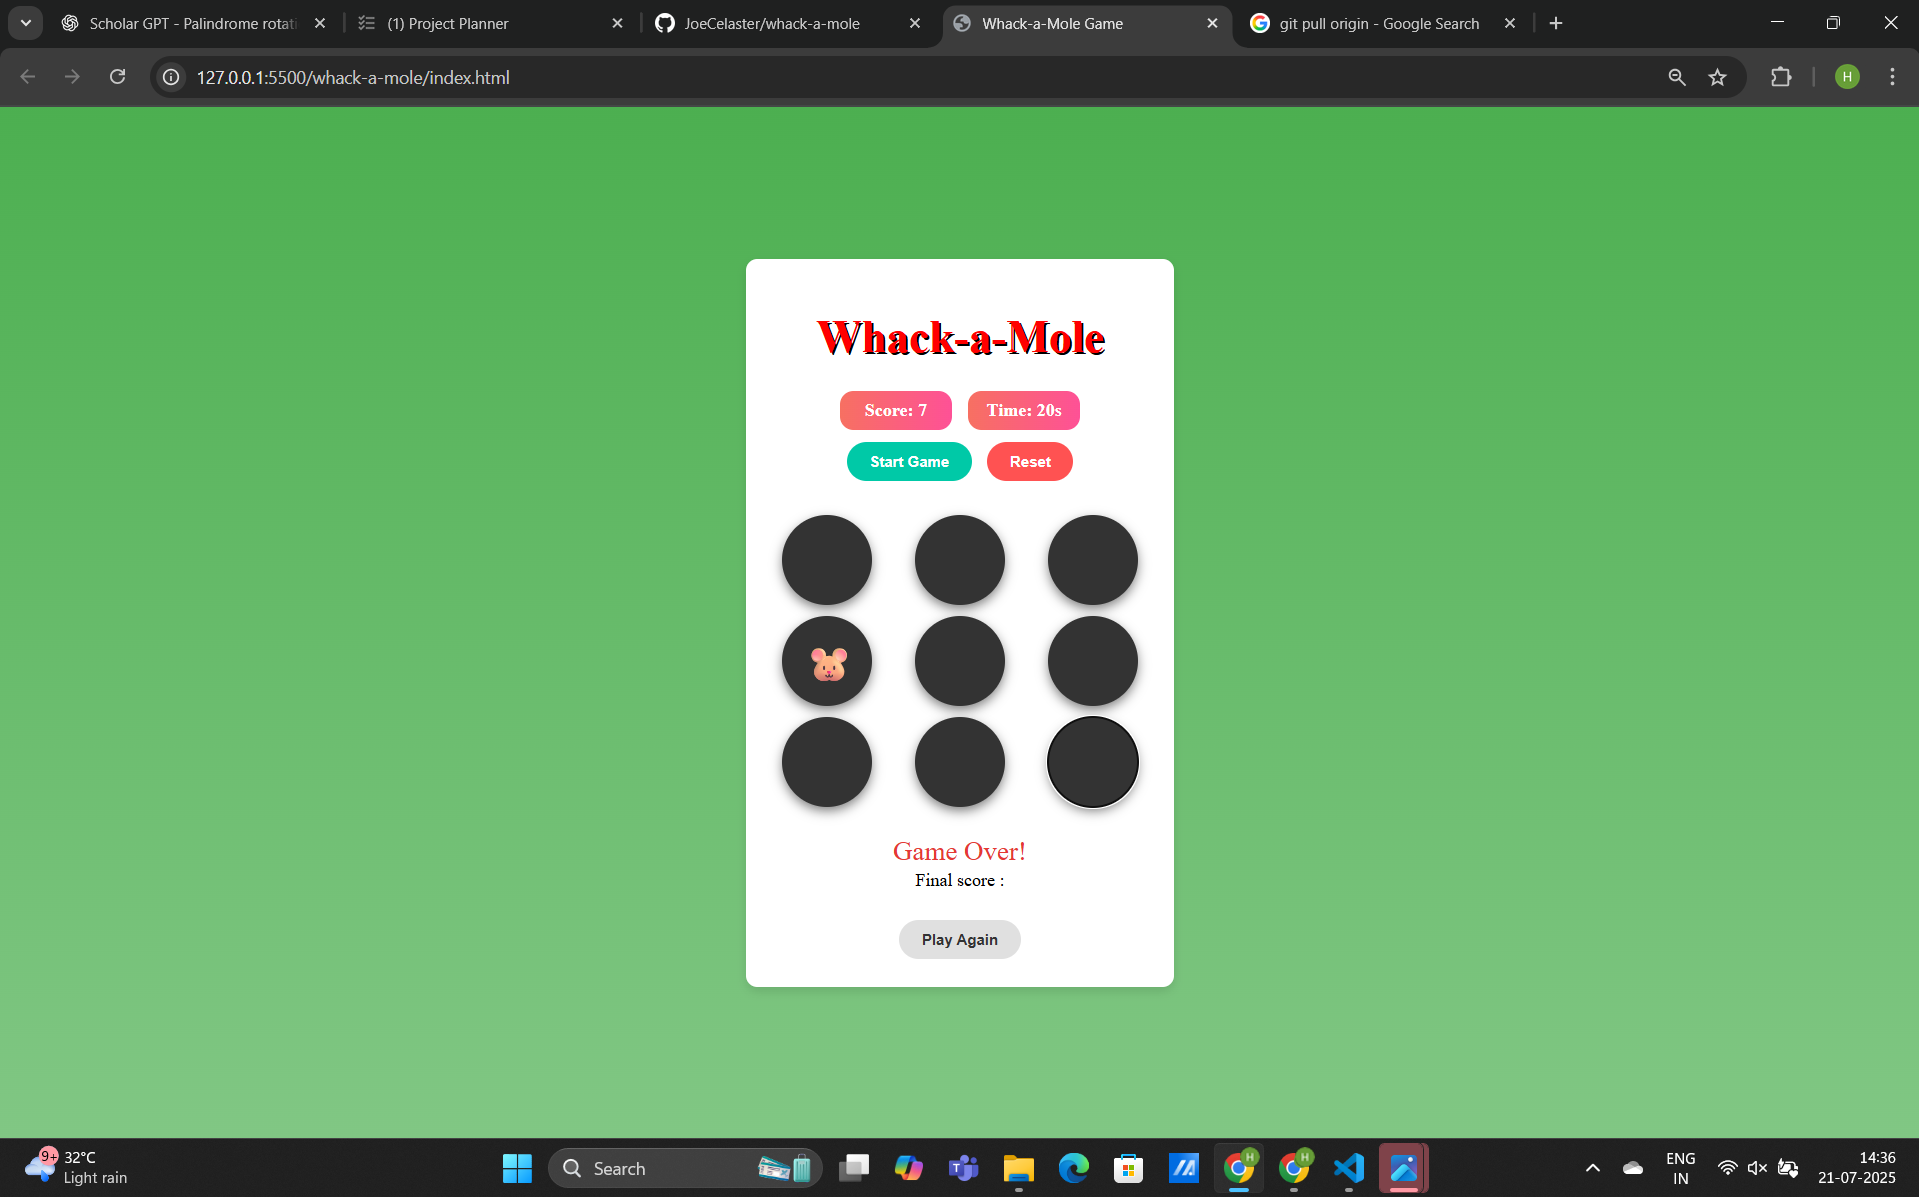 Scholar GPT - Palindrome rotati
(1) Project Planner
JoeCelaster/whack-a-mole
Whack-a-Mole Game
git pull origin - Google Search
127.0.0.1:5500/whack-a-mole/index.html
H
Whack-a-Mole
Score: 7
Time: 20s
Start Game
Reset
Game Over!
Final score :
Play Again
9+
32°C
Light rain
Search
H
H
ENG
IN
14:36
21-07-2025